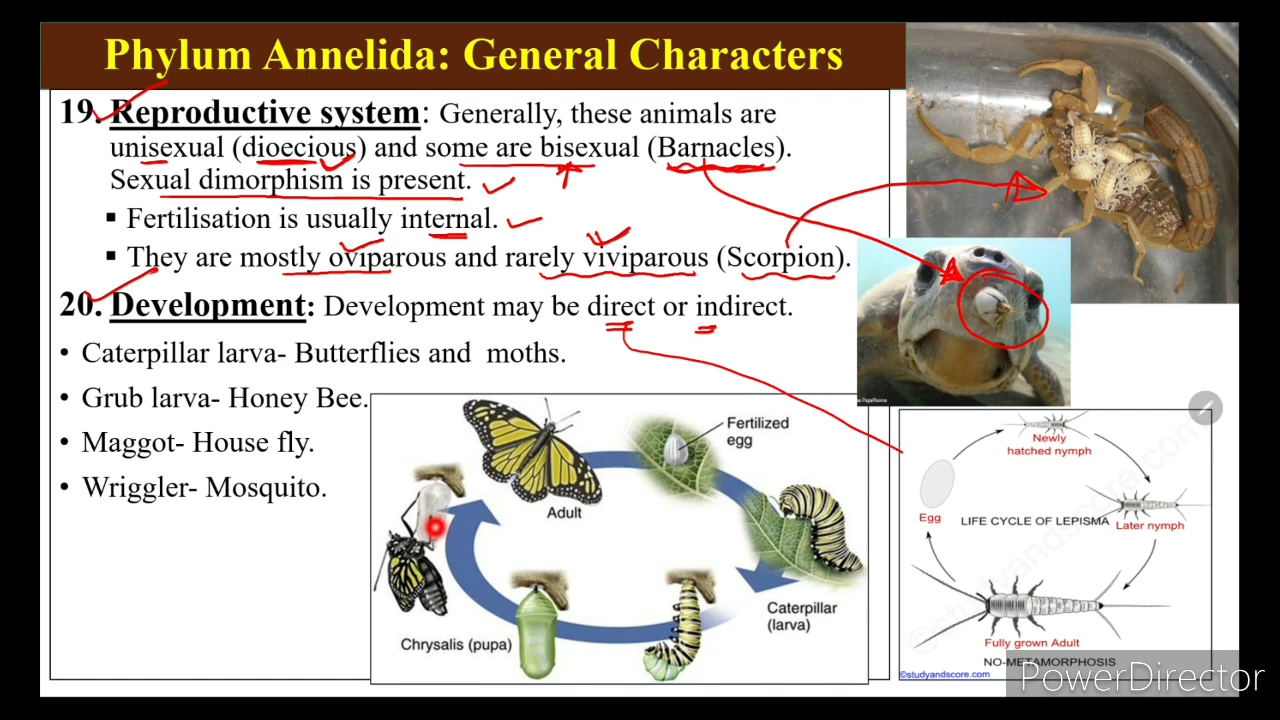 Phylum Annelida: General Characters
19. Reproductive system: Generally, these animals are
unisexual (dioecious) and some are bisexual (Barnacles).
Sexual dimorphism is present.
▪ Fertilisation is usually internal.
▪ They are mostly oviparous and rarely viviparous (Scorpion).
20. Development: Development may be direct or indirect.
• Caterpillar larva- Butterflies and moths.
• Grub larva- Honey Bee.
• Maggot- House fly.
• Wriggler- Mosquito.
Fertilized
egg
Adult
Caterpillar
(larva)
Chrysalis (pupa)
Newly
hatched nymph
Egg
LIFE CYCLE OF LEPISMA
Later nymph
Fully grown Adult
NO-METAMORPHOSIS
©studyandscore.com
©studyandscore.com
PowerDirector